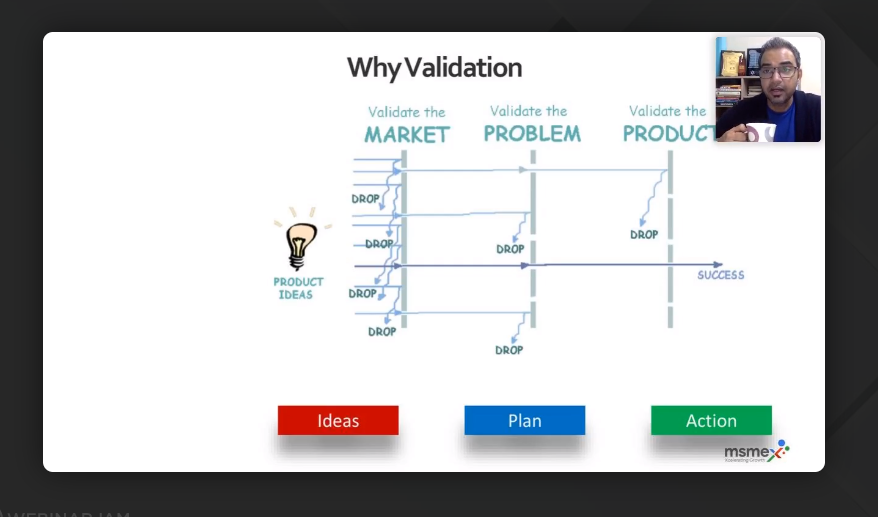 Why Validation
Validate the
MARKET
Validate the
PROBLEM
Validate the
PRODUCT
DROP
DROP
DROP
DROP
DROP
DROP
DROP
PRODUCT
IDEAS
SUCCESS
Ideas
Plan
Action
msmex
WEBINARJAM